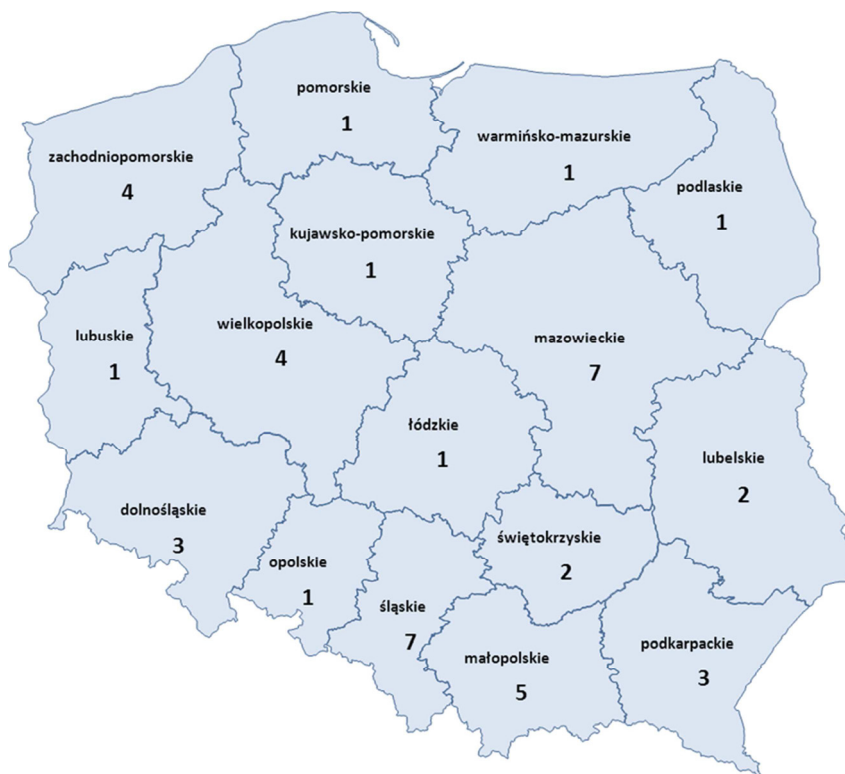 pomorskie
1
warmińsko-mazurskie
1
zachodniopomorskie
4
podlaskie
1
kujawsko-pomorskie
1
wielkopolskie
4
lubuskie
1
mazowieckie
7
łódzkie
1
lubelskie
2
dolnośląskie
3
świętokrzyskie
2
opolskie
1
śląskie
7
małopolskie
5
podkarpackie
3